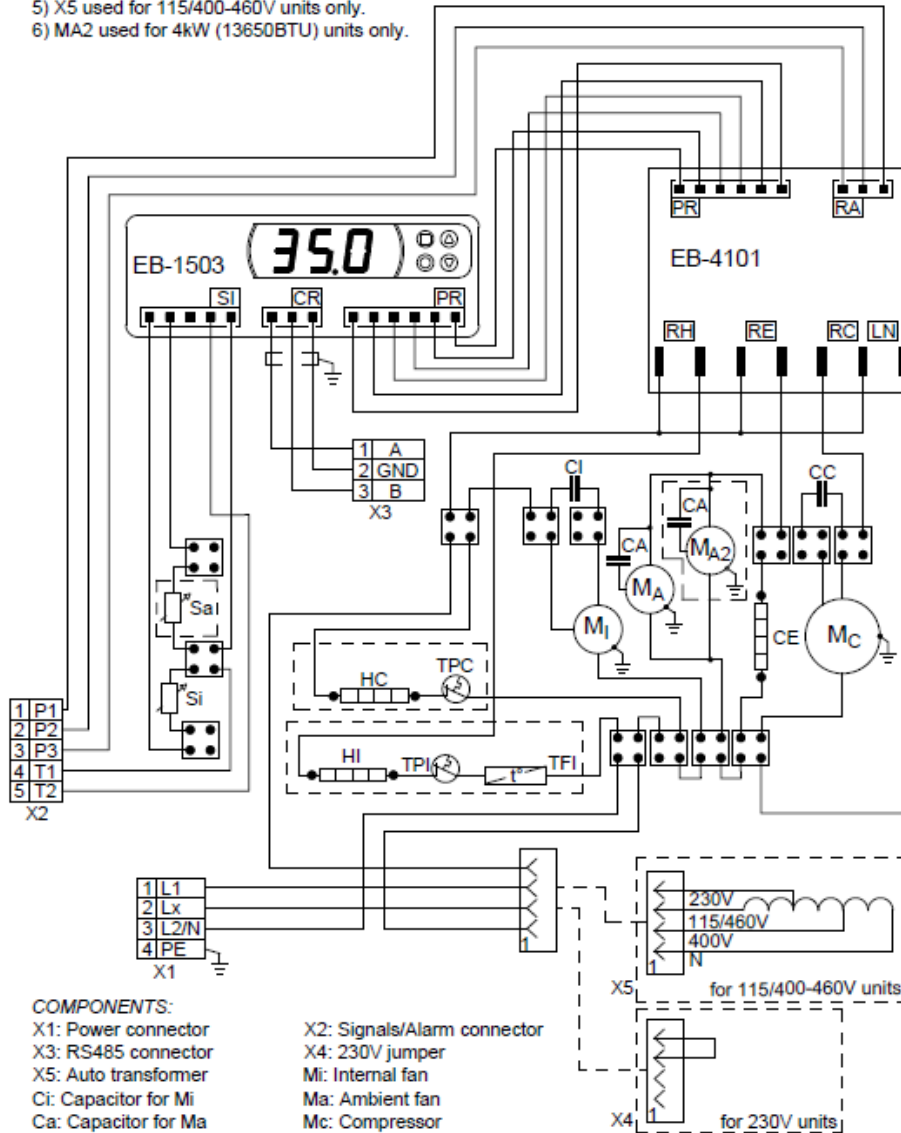 5) X5 used for 115/400-460V units only.
6) MA2 used for 4kW (13650BTU) units only.
PR
RA
EB-4101
EB-1503
35.0
SI
CR
PR
RH
RE
RC
LN
1 A
2 GND
3 B
X3
CI
CA
CA
CC
MA2
MA
MI
CE
MC
Sa
Si
HC
TPC
HI
TPI
t°
TFI
1 P1
2 P2
3 P3
4 T1
5 T2
X2
1 L1
2 Lx
3 L2/N
4 PE
X1
1
230V
115/460V
400V
N
1
X5
for 115/400-460V units
1
X4
for 230V units
COMPONENTS:
X1: Power connector
X2: Signals/Alarm connector
X3: RS485 connector
X4: 230V jumper
X5: Auto transformer
Mi: Internal fan
Ci: Capacitor for Mi
Ma: Ambient fan
Ca: Capacitor for Ma
Mc: Compressor